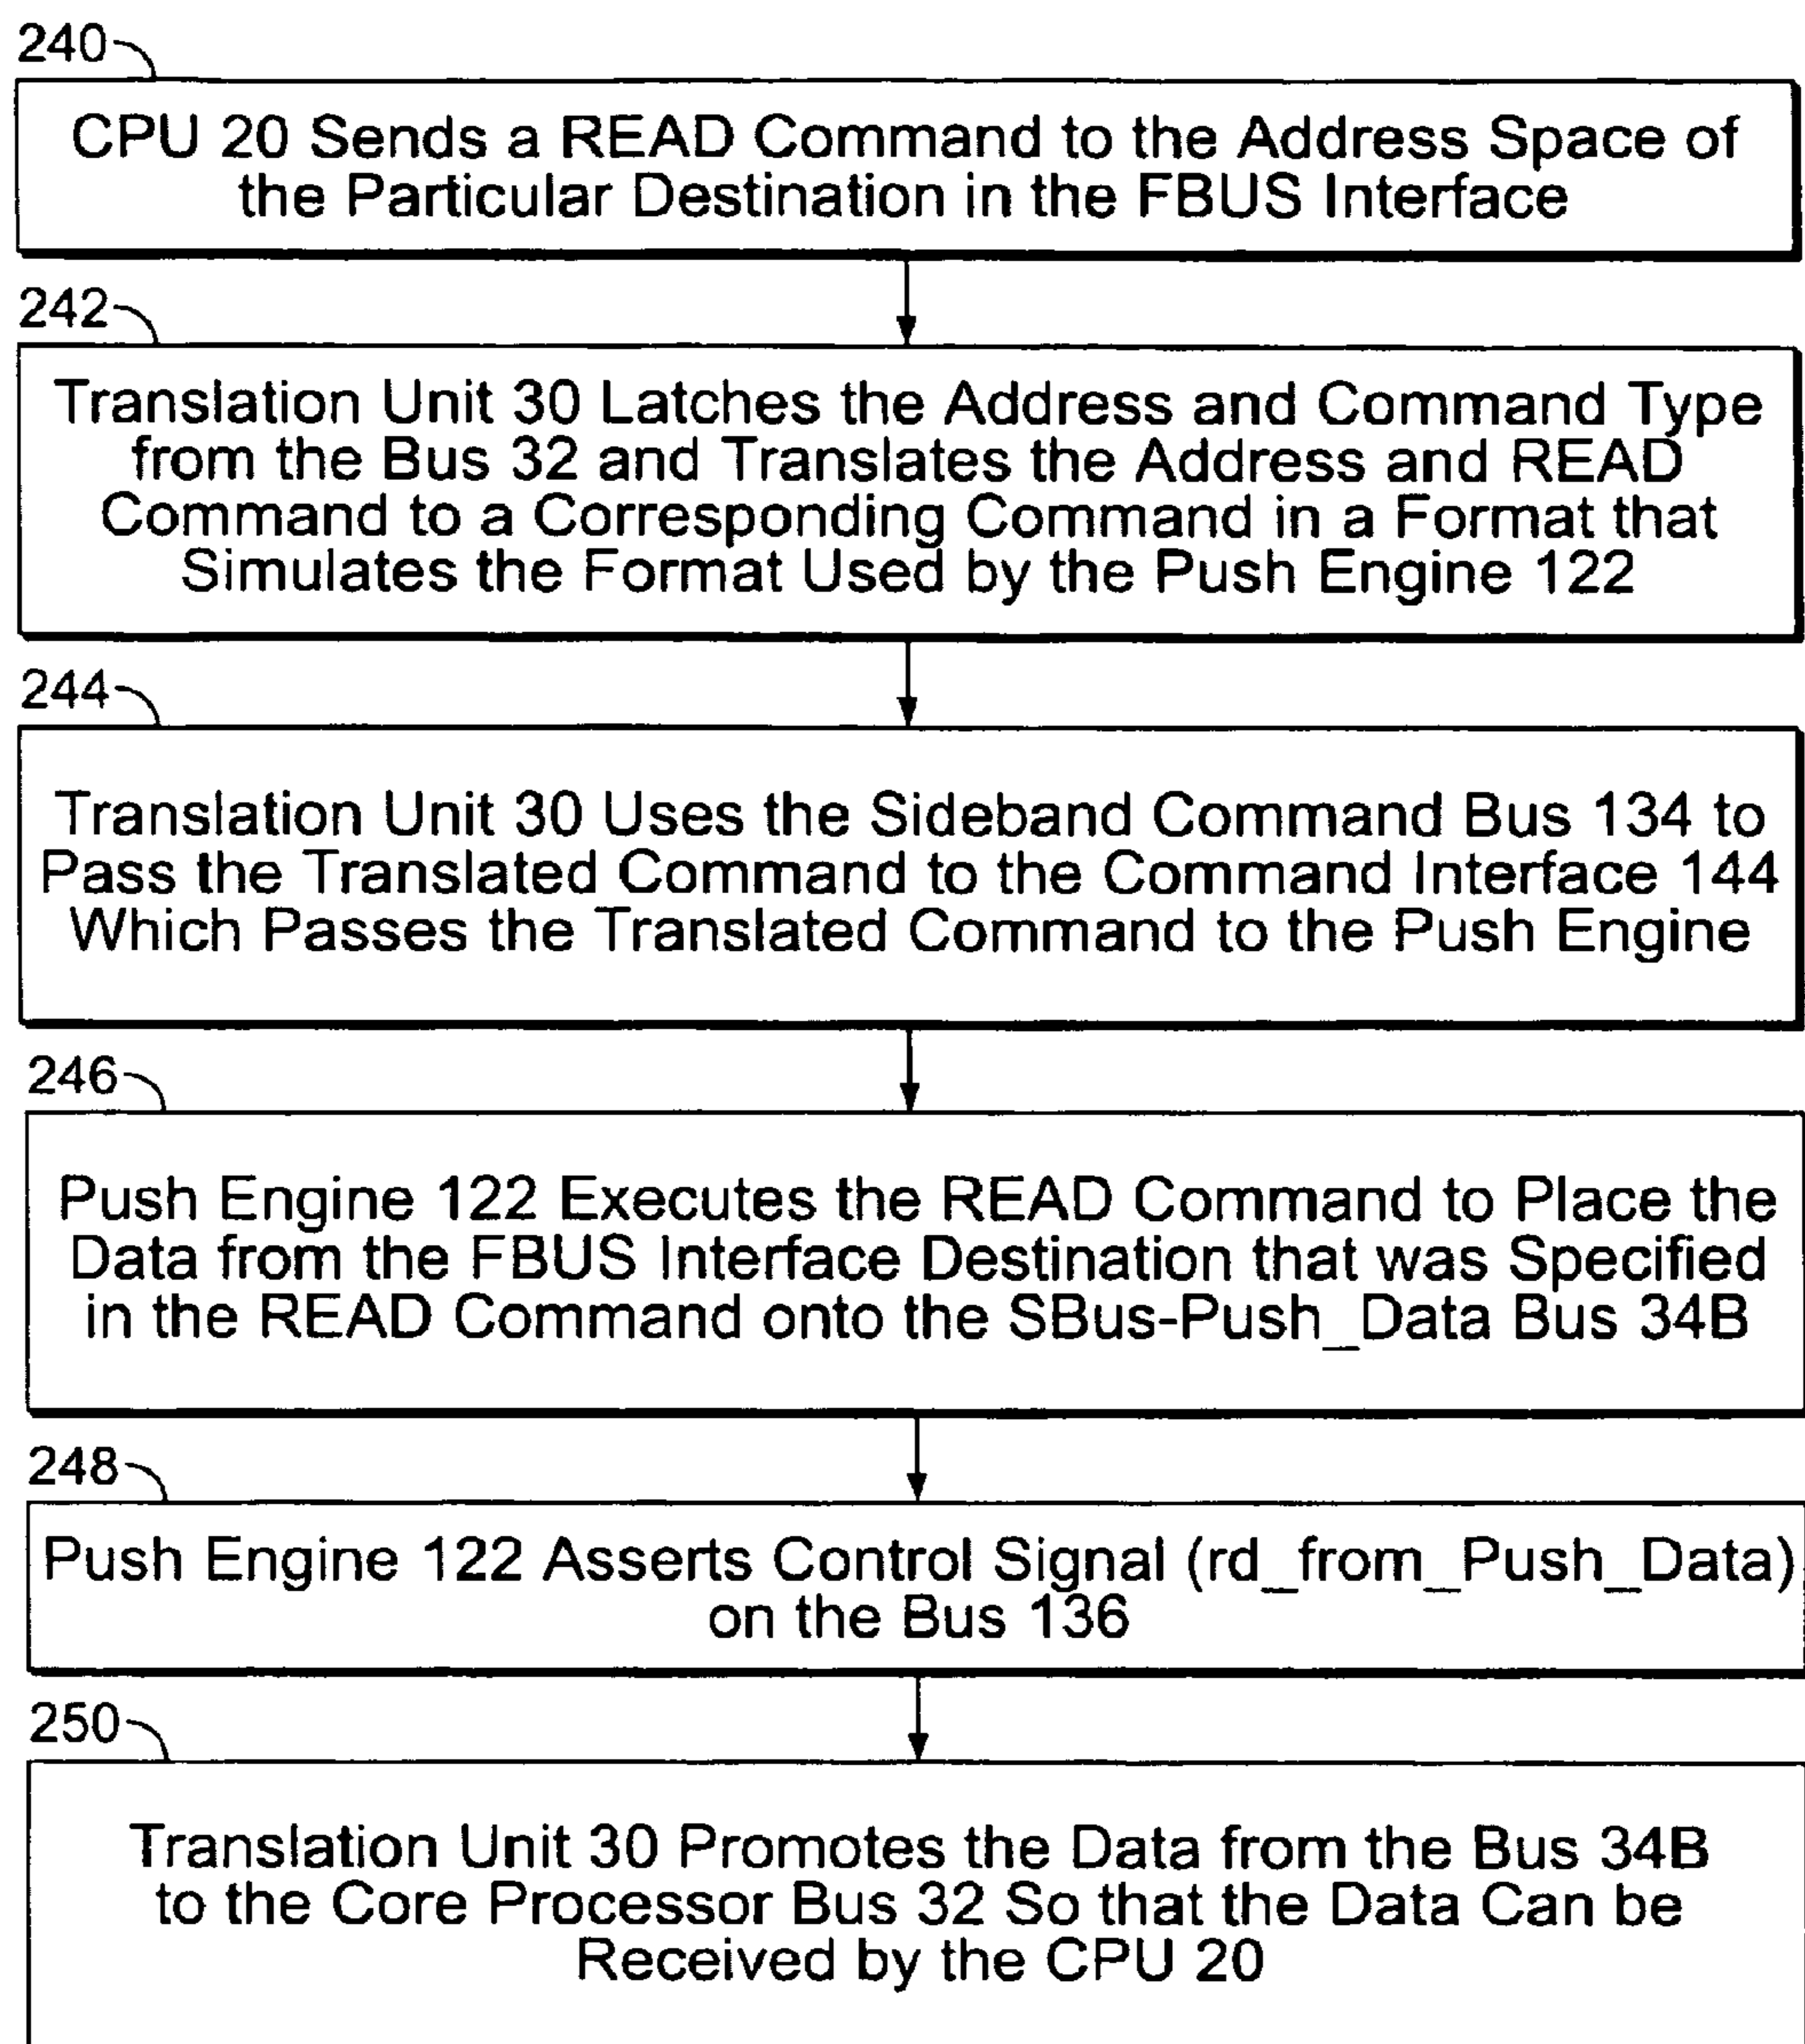 240
CPU 20 Sends a READ Command to the Address Space of
the Particular Destination in the FBUS Interface
242
Translation Unit 30 Latches the Address and Command Type
from the Bus 32 and Translates the Address and READ
Command to a Corresponding Command in a Format that
Simulates the Format Used by the Push Engine 122
244
Translation Unit 30 Uses the Sideband Command Bus 134 to
Pass the Translated Command to the Command Interface 144
Which Passes the Translated Command to the Push Engine
246
Push Engine 122 Executes the READ Command to Place the
Data from the FBUS Interface Destination that was Specified
in the READ Command onto the SBus-Push_Data Bus 34B
248
Push Engine 122 Asserts Control Signal (rd_from_Push_Data)
on the Bus 136
250
Translation Unit 30 Promotes the Data from the Bus 34B
to the Core Processor Bus 32 So that the Data Can be
Received by the CPU 20